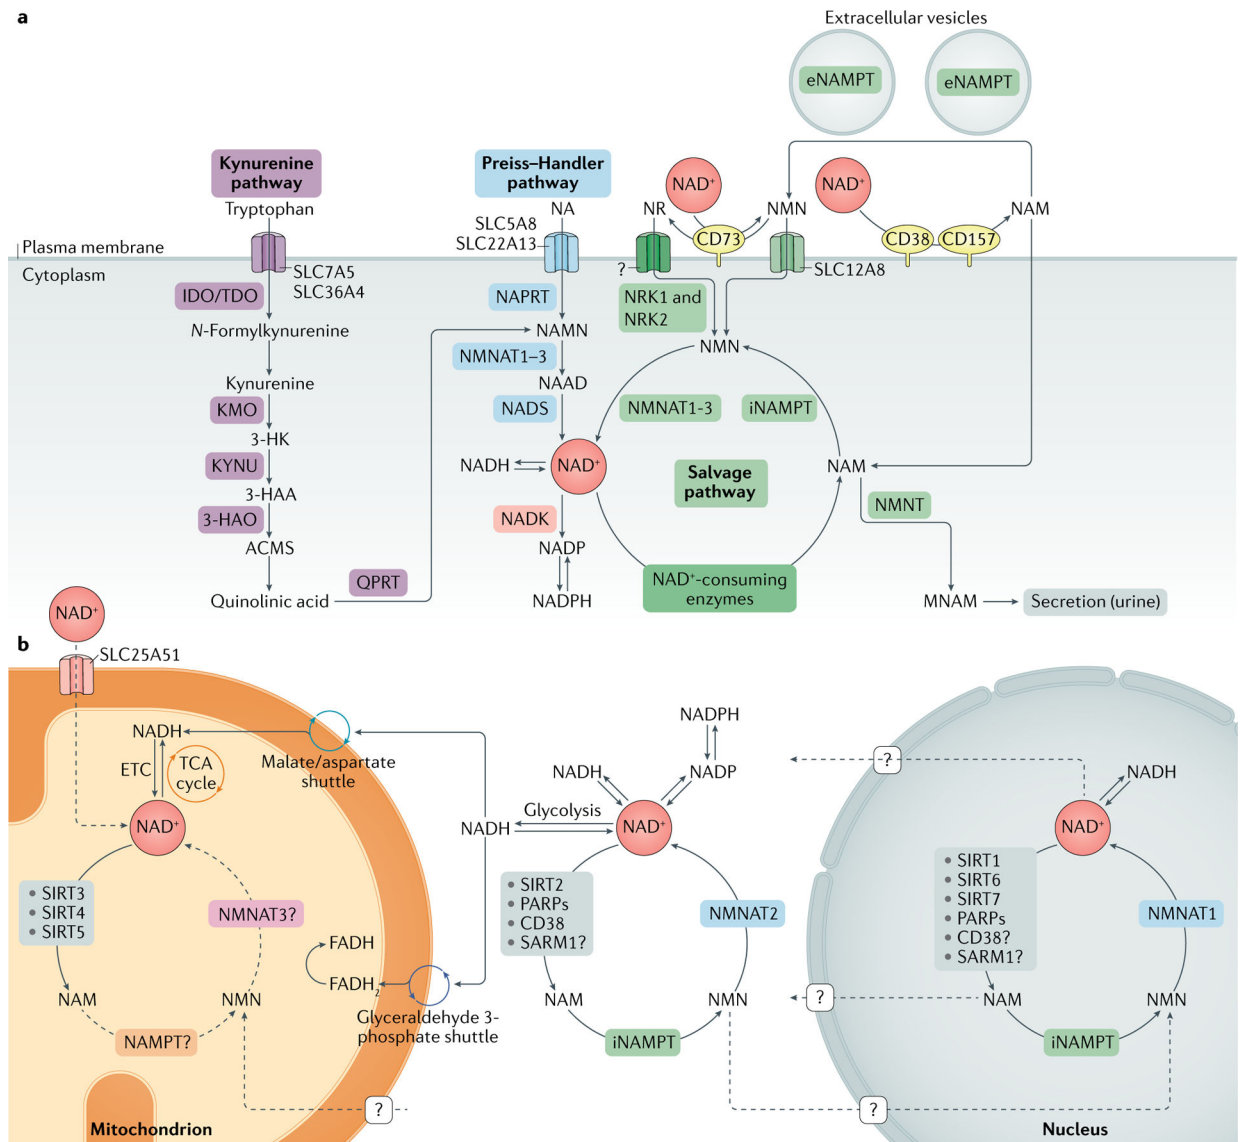 a
Extracellular vesicles
eNAMPT
eNAMPT
Kynurenine
pathway
Tryptophan
SLC7A5
SLC36A4
IDO/TDO
N-Formylkynurenine
Kynurenine
KMO
3-HK
KYNU
3-HAA
3-HAO
ACMS
Quinolinic acid
QPRT
Preiss–Handler
pathway
NA
SLC5A8
SLC22A13
NAPRT
NAMN
NMNAT1–3
NAAD
NADS
NADH
NAD⁺
NADK
NADP
NADPH
Plasma membrane
Cytoplasm
NAD⁺
NR
CD73
NMN
?
SLC12A8
NAD⁺
CD38
CD157
NAM
NRK1 and
NRK2
NMN
NMNAT1-3
iNAMPT
Salvage
pathway
NAM
NMNT
NAD⁺-consuming
enzymes
MNAM
Secretion (urine)
b
NAD⁺
SLC25A51
NADH
ETC
TCA
cycle
Malate/aspartate
shuttle
NAD⁺
• SIRT3
• SIRT4
• SIRT5
NMNAT3?
NAM
NMN
NAMPT?
FADH
FADH₂
Glyceraldehyde 3-
phosphate shuttle
?
Mitochondrion
NADPH
NADH
NADP
Glycolysis
NADH
NAD⁺
• SIRT2
• PARPs
• CD38
• SARM1?
NMNAT2
NAM
NMN
iNAMPT
?
?
?
NADH
NAD⁺
• SIRT1
• SIRT6
• SIRT7
• PARPs
• CD38?
• SARM1?
NMNAT1
NAM
NMN
iNAMPT
Nucleus